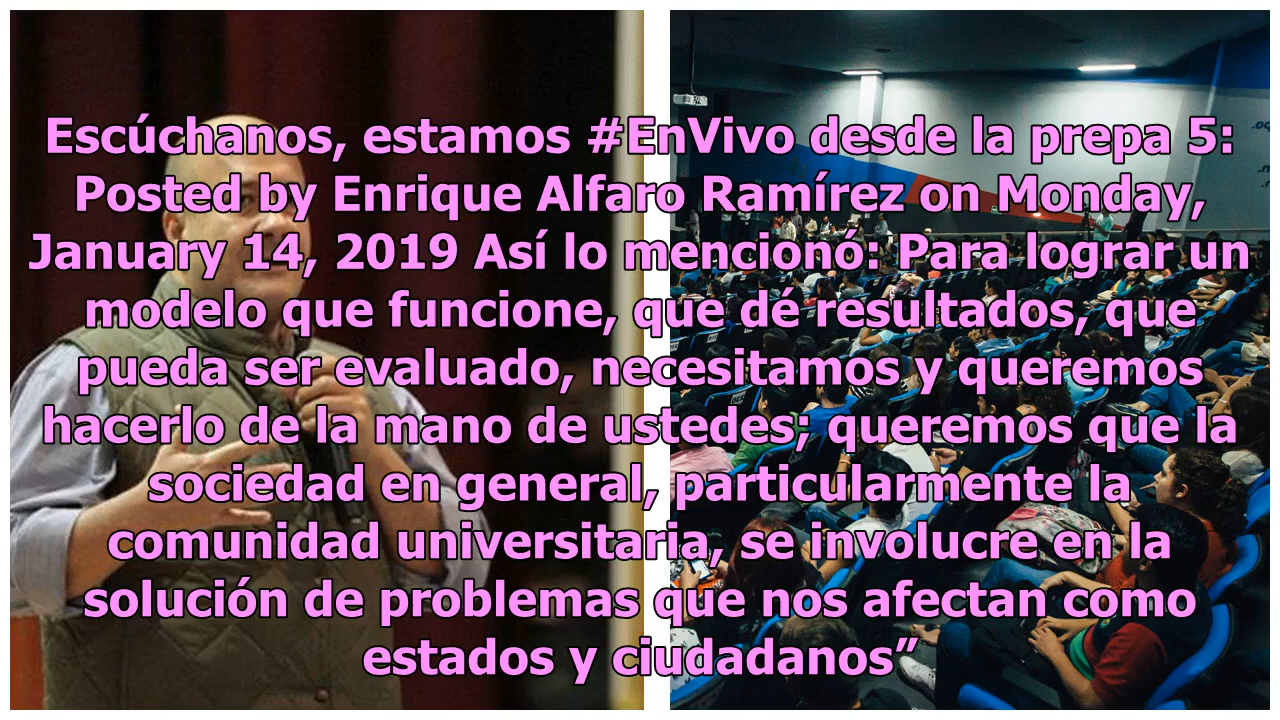 Escúchanos, estamos #EnVivo desde la prepa 5:
Posted by Enrique Alfaro Ramírez on Monday,
January 14, 2019 Así lo mencionó: Para lograr un
modelo que funcione, que dé resultados, que
pueda ser evaluado, necesitamos y queremos
hacerlo de la mano de ustedes; queremos que la
sociedad en general, particularmente la
comunidad universitaria, se involucre en la
solución de problemas que nos afectan como
estados y ciudadanos”